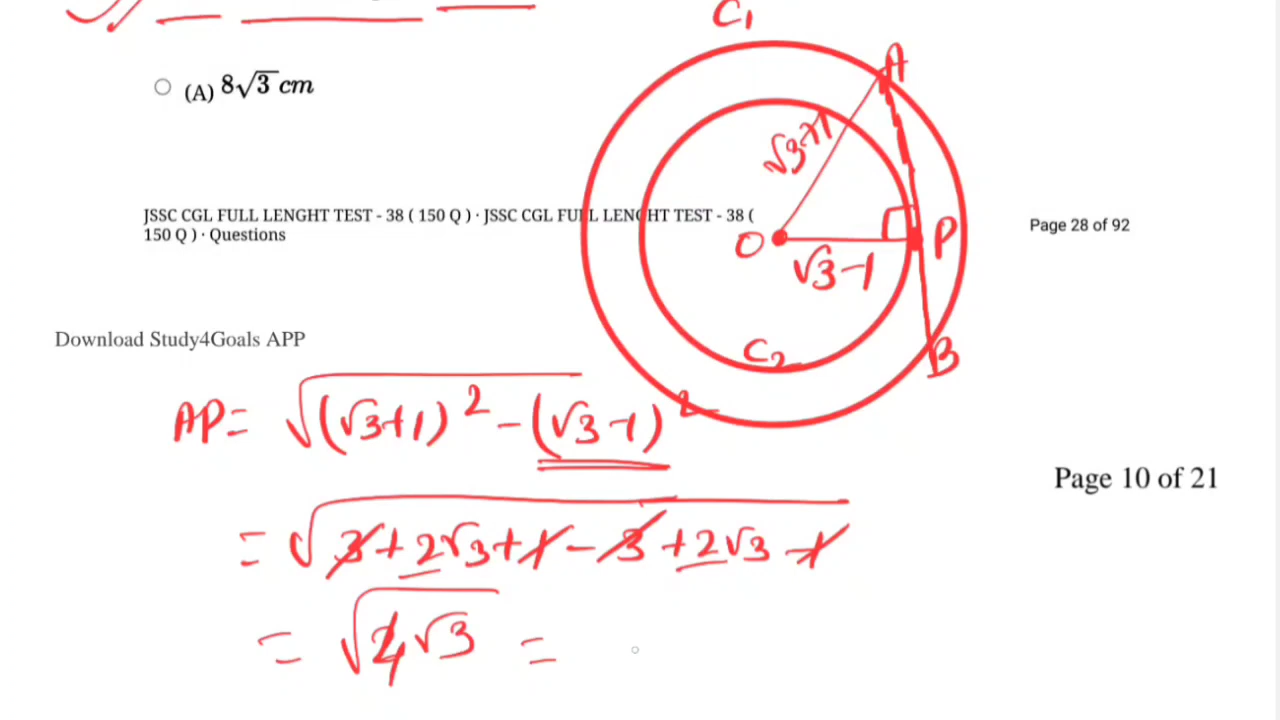 C₁
A
(A) 8√3 cm
√3+1
JSSC CGL FULL LENGHT TEST - 38 ( 150 Q ) · JSSC CGL FULL LENGHT TEST - 38 (
150 Q ) · Questions
Page 28 of 92
O
P
√3-1
Download Study4Goals APP
C₂
B
AP = √(√3+1)² - (√3-1)²
Page 10 of 21
= √3+2√3+1-3+2√3-1
= √4√3 =